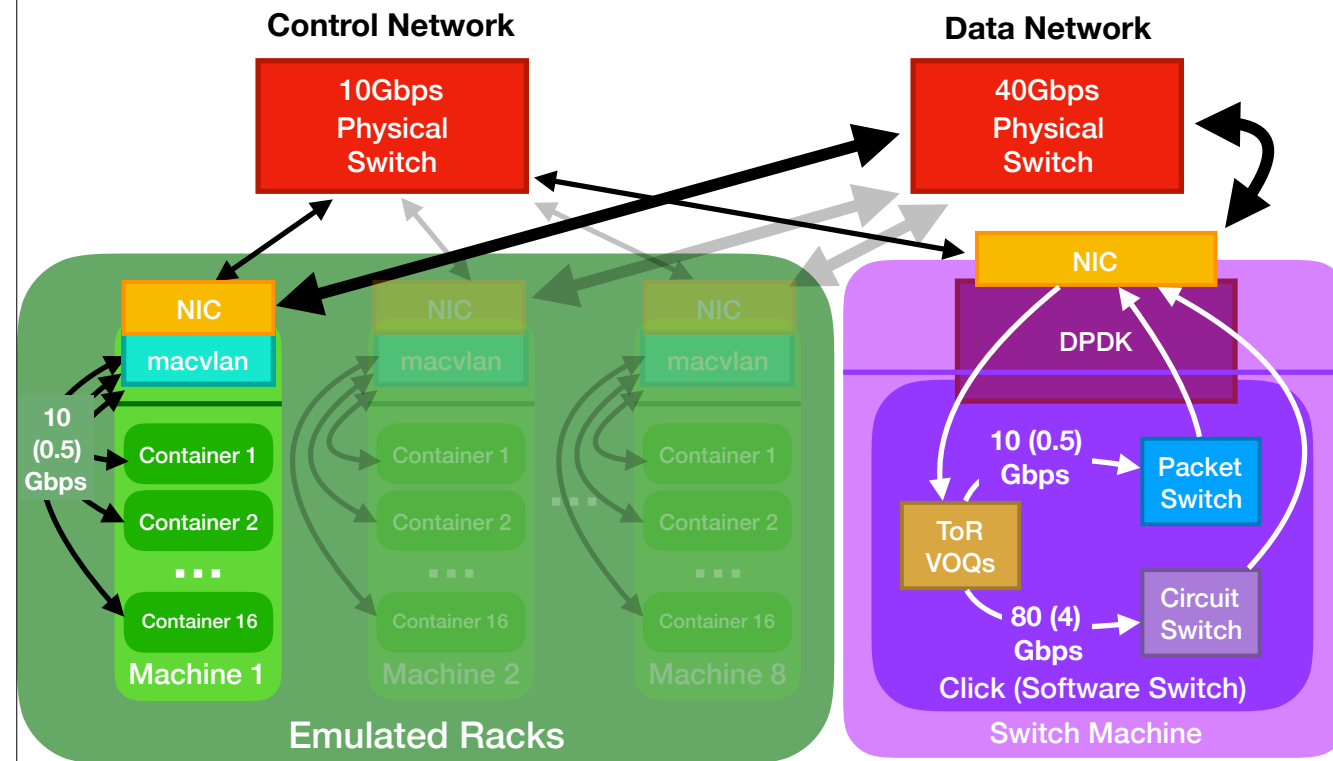 Control Network
Data Network
10Gbps
Physical
Switch
40Gbps
Physical
Switch
NIC
macvlan
10
(0.5)
Gbps
Container 1
Container 2
...
Container 16
Machine 1
NIC
macvlan
Container 1
Container 2
...
Container 16
Machine 2
...
NIC
macvlan
Container 1
Container 2
...
Container 16
Machine 8
Emulated Racks
NIC
DPDK
10 (0.5)
Gbps
Packet
Switch
ToR
VOQs
80 (4)
Gbps
Circuit
Switch
Click (Software Switch)
Switch Machine